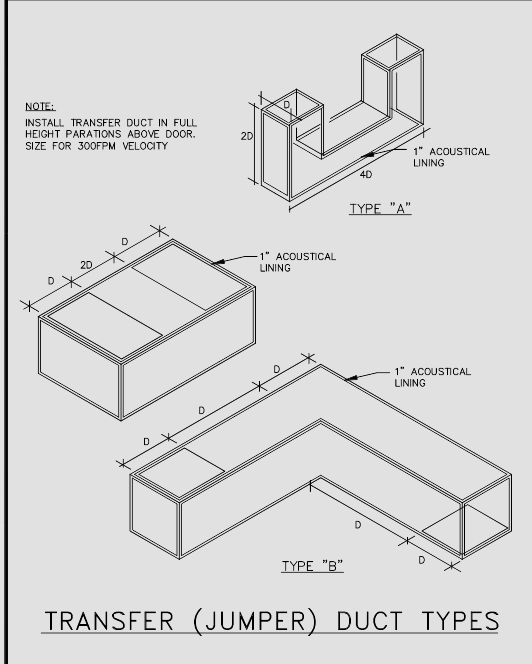 NOTE:
INSTALL TRANSFER DUCT IN FULL
HEIGHT PARATIONS ABOVE DOOR.
SIZE FOR 300FPM VELOCITY
D
2D
4D
1" ACOUSTICAL
LINING
TYPE "A"
D
2D
D
1" ACOUSTICAL
LINING
D
D
D
1" ACOUSTICAL
LINING
D
D
TYPE "B"
TRANSFER (JUMPER) DUCT TYPES